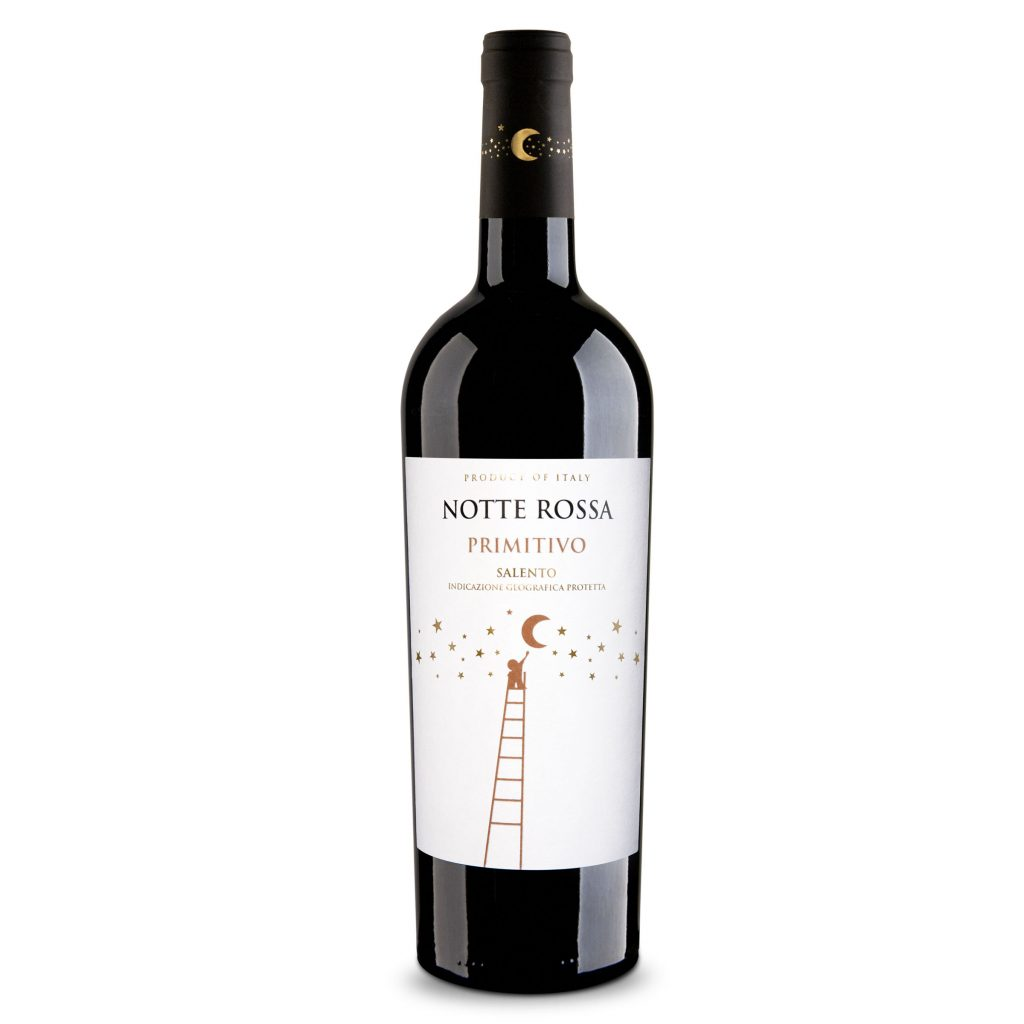 PRODUCT OF ITALY
NOTTE ROSSA
PRIMITIVO
SALENTO
INDICAZIONE GEOGRAFICA PROTETTA